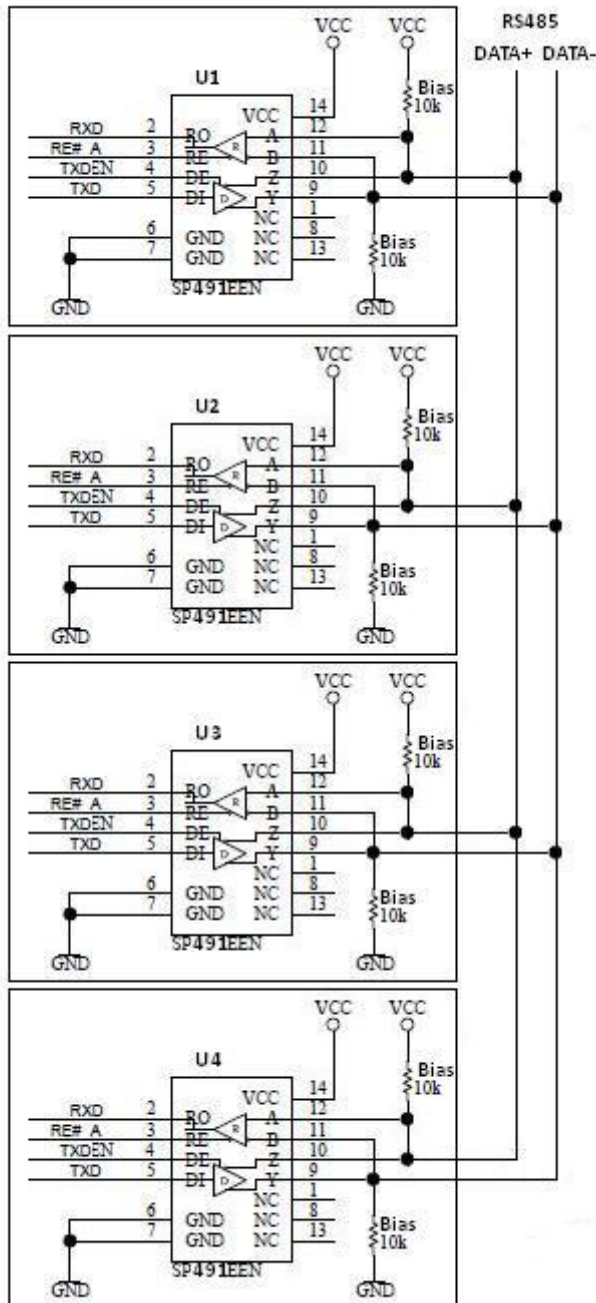 RS485
DATA+ DATA-
VCC VCC
U1
Bias
10k
VCC 14
RXD 2 RO A 12
RE# A 3 RE R B 11
TXDEN 4 DE Z 10
TXD 5 DI D Y 9
NC 1
6 GND NC 8
7 GND NC 13
Bias
10k
GND SP491EEN GND
VCC VCC
U2
Bias
10k
VCC 14
RXD 2 RO A 12
RE# A 3 RE R B 11
TXDEN 4 DE Z 10
TXD 5 DI D Y 9
NC 1
6 GND NC 8
7 GND NC 13
Bias
10k
GND SP491EEN GND
VCC VCC
U3
Bias
10k
VCC 14
RXD 2 RO A 12
RE# A 3 RE R B 11
TXDEN 4 DE Z 10
TXD 5 DI D Y 9
NC 1
6 GND NC 8
7 GND NC 13
Bias
10k
GND SP491EEN GND
VCC VCC
U4
Bias
10k
VCC 14
RXD 2 RO A 12
RE# A 3 RE R B 11
TXDEN 4 DE Z 10
TXD 5 DI D Y 9
NC 1
6 GND NC 8
7 GND NC 13
Bias
10k
GND SP491EEN GND